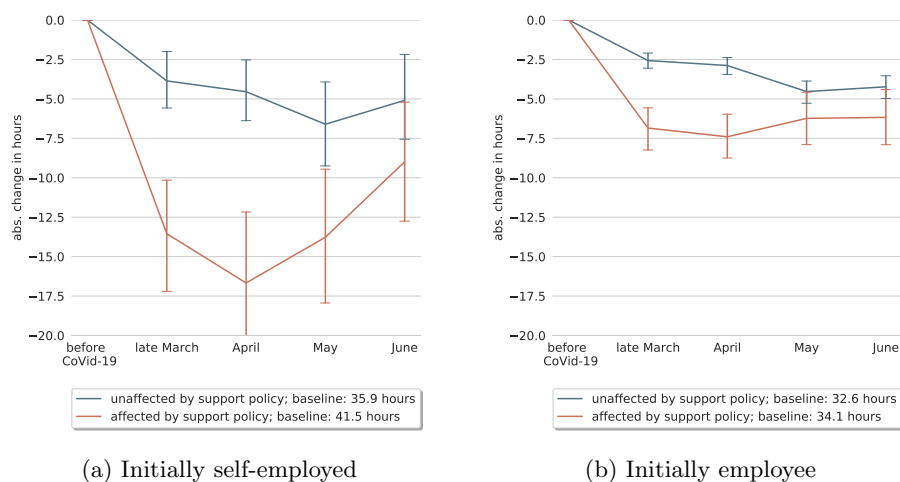 0.0
−2.5
−5.0
−7.5
−10.0
−12.5
−15.0
−17.5
−20.0
abs. change in hours
before
CoVid-19
late March
April
May
June
unaffected by support policy; baseline: 35.9 hours
affected by support policy; baseline: 41.5 hours
(a) Initially self-employed
0.0
−2.5
−5.0
−7.5
−10.0
−12.5
−15.0
−17.5
−20.0
abs. change in hours
before
CoVid-19
late March
April
May
June
unaffected by support policy; baseline: 32.6 hours
affected by support policy; baseline: 34.1 hours
(b) Initially employee